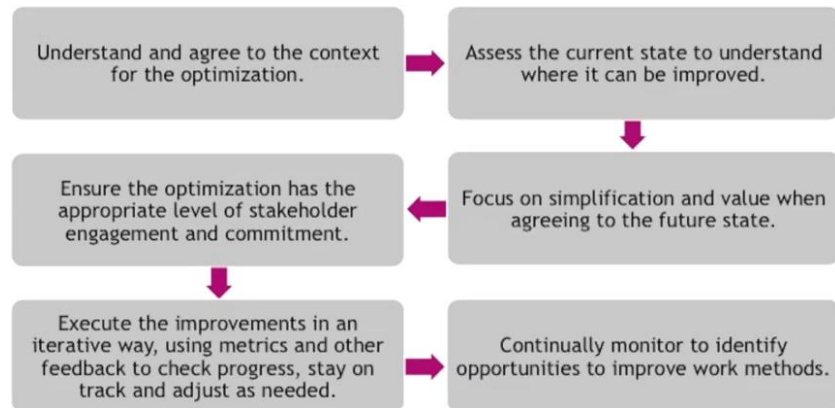 Understand and agree to the context
for the optimization.
Assess the current state to understand
where it can be improved.
Focus on simplification and value when
agreeing to the future state.
Ensure the optimization has the
appropriate level of stakeholder
engagement and commitment.
Execute the improvements in an
iterative way, using metrics and other
feedback to check progress, stay on
track and adjust as needed.
Continually monitor to identify
opportunities to improve work methods.